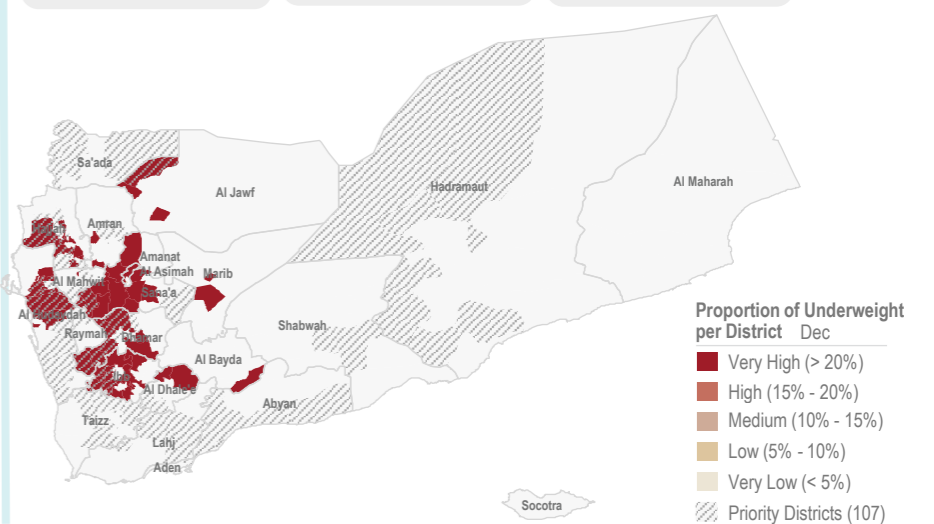 Sa'ada
Al Jawf
Hadramaut
Al Maharah
Hajjah
Amran
Amanat
Al Asimah
Marib
Al Mahwit
Sana'a
Al Hudaydah
Raymah
Dhamar
Shabwah
Al Bayda
Ibb
Al Dhale'e
Abyan
Taizz
Lahj
Aden
Socotra
Proportion of Underweight
per District Dec
Very High (> 20%)
High (15% - 20%)
Medium (10% - 15%)
Low (5% - 10%)
Very Low (< 5%)
Priority Districts (107)